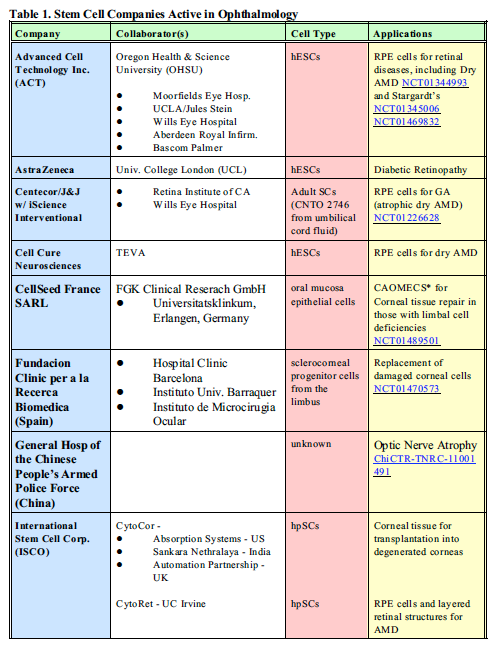 Table 1. Stem Cell Companies Active in Ophthalmology
Company Collaborator(s) Cell Type Applications
Advanced Cell
Technology Inc.
(ACT)
Oregon Health & Science
University (OHSU)
● Moorfields Eye Hosp.
● UCLA/Jules Stein
● Wills Eye Hospital
● Aberdeen Royal Infirm.
● Bascom Palmer
hESCs
RPE cells for retinal
diseases, including Dry
AMD NCT01344993
and Stargardt's
NCT01345006
NCT01469832
AstraZeneca
Univ. College London (UCL)
hESCs
Diabetic Retinopathy
Centecor/J&J
w/ iScience
Interventional
● Retina Institute of CA
● Wills Eye Hospital
Adult SCs
(CNTO 2746
from umbilical
cord fluid)
RPE cells for GA
(atrophic dry AMD)
NCT01226628
Cell Cure
Neurosciences
TEVA
hESCs
RPE cells for dry AMD
CellSeed France
SARL
FGK Clinical Reserach GmbH
● Universitatsklinkum,
Erlangen, Germany
oral mucosa
epithelial cells
CAOMECS* for
Corneal tissue repair in
those with limbal cell
deficiencies
NCT01489501
Fundacion
Clinic per a la
Recerca
Biomedica
(Spain)
● Hospital Clinic
Barcelona
● Instituto Univ. Barraquer
● Instituto de Microcirugia
Ocular
sclerocorneal
progenitor cells
from the
limbus
Replacement of
damaged corneal cells
NCT01470573
General Hosp of
the Chinese
People's Armed
Police Force
(China)
unknown
Optic Nerve Atrophy
ChiCTR-TNRC-11001
491
International
Stem Cell Corp.
(ISCO)
CytoCor -
● Absorption Systems - US
● Sankara Nethralaya - India
● Automation Partnership -
UK
hpSCs
Corneal tissue for
transplantation into
degenerated corneas
CytoRet - UC Irvine
hpSCs
RPE cells and layered
retinal structures for
AMD